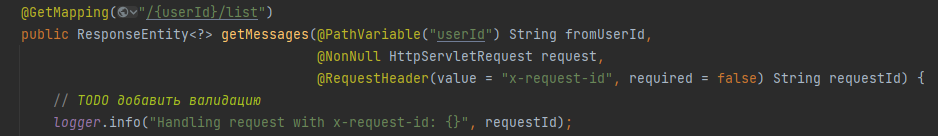 @GetMapping("/{userId}/list")
public ResponseEntity<?> getMessages(@PathVariable("userId") String fromUserId,
@NonNull HttpServletRequest request,
@RequestHeader(value = "x-request-id", required = false) String requestId) {
// TODO добавить валидацию
logger.info("Handling request with x-request-id: {}", requestId);